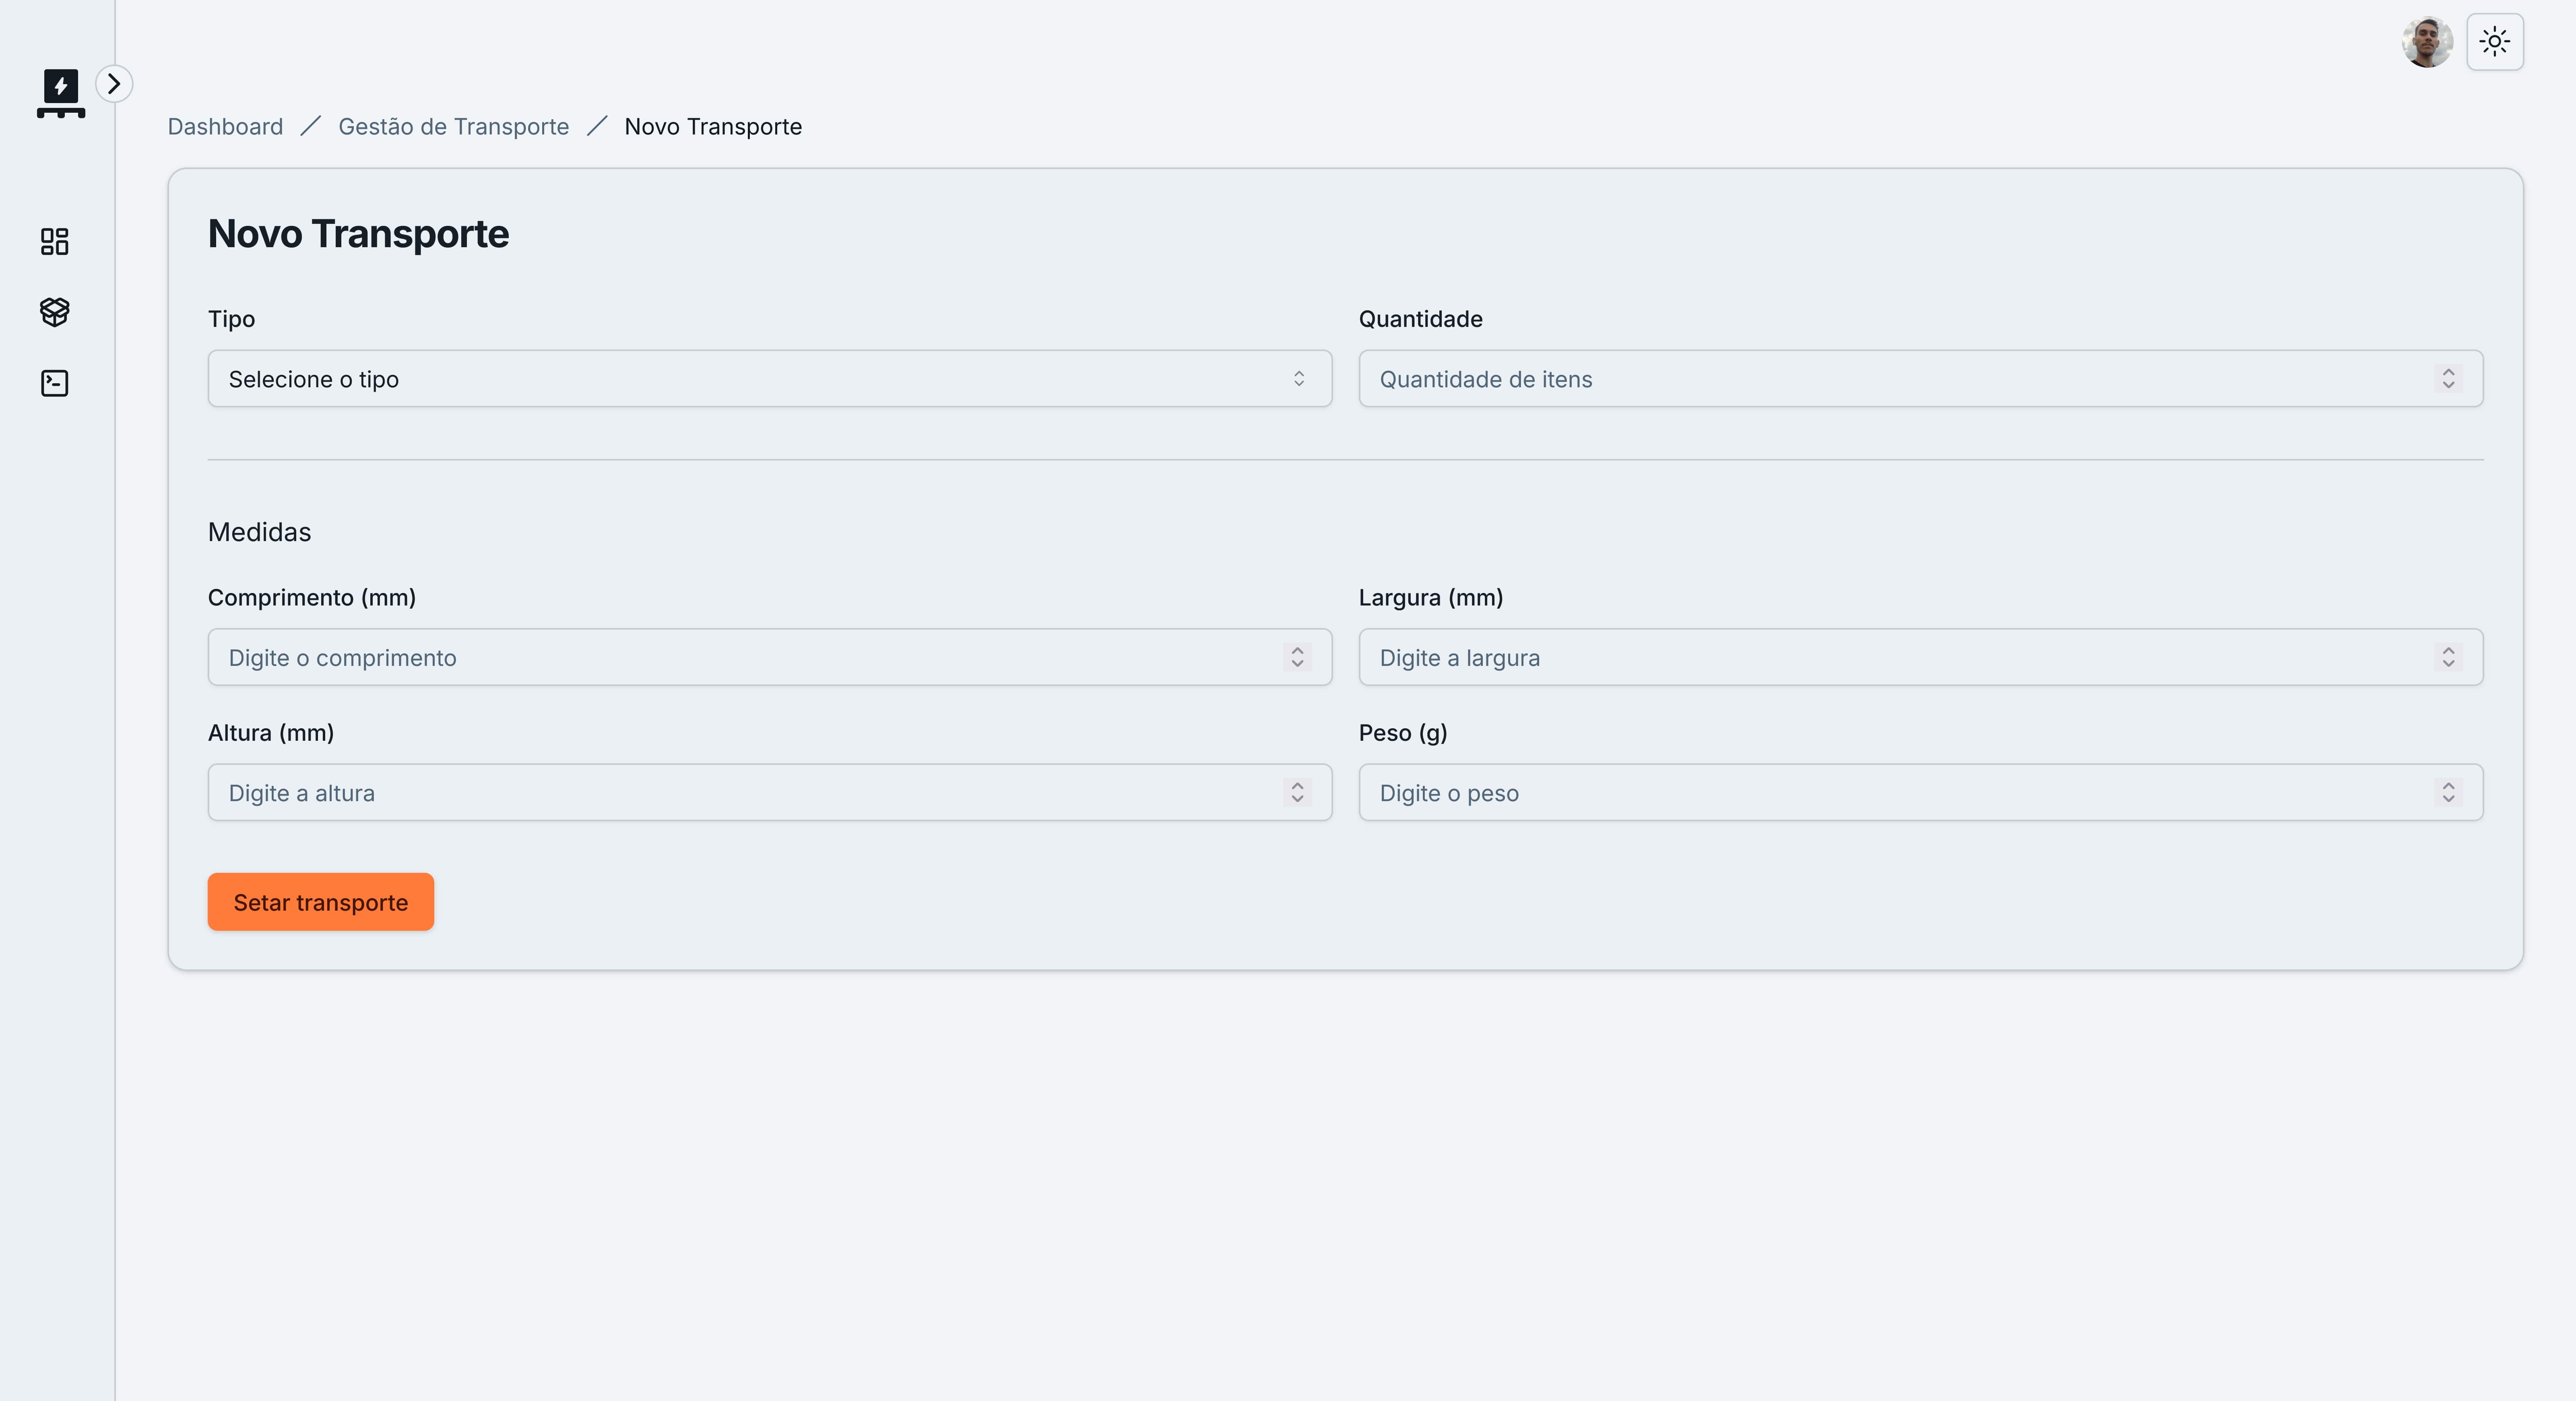 Dashboard / Gestão de Transporte / Novo Transporte
Novo Transporte
Tipo
Quantidade
Selecione o tipo
Quantidade de itens
Medidas
Comprimento (mm)
Largura (mm)
Digite o comprimento
Digite a largura
Altura (mm)
Peso (g)
Digite a altura
Digite o peso
Setar transporte